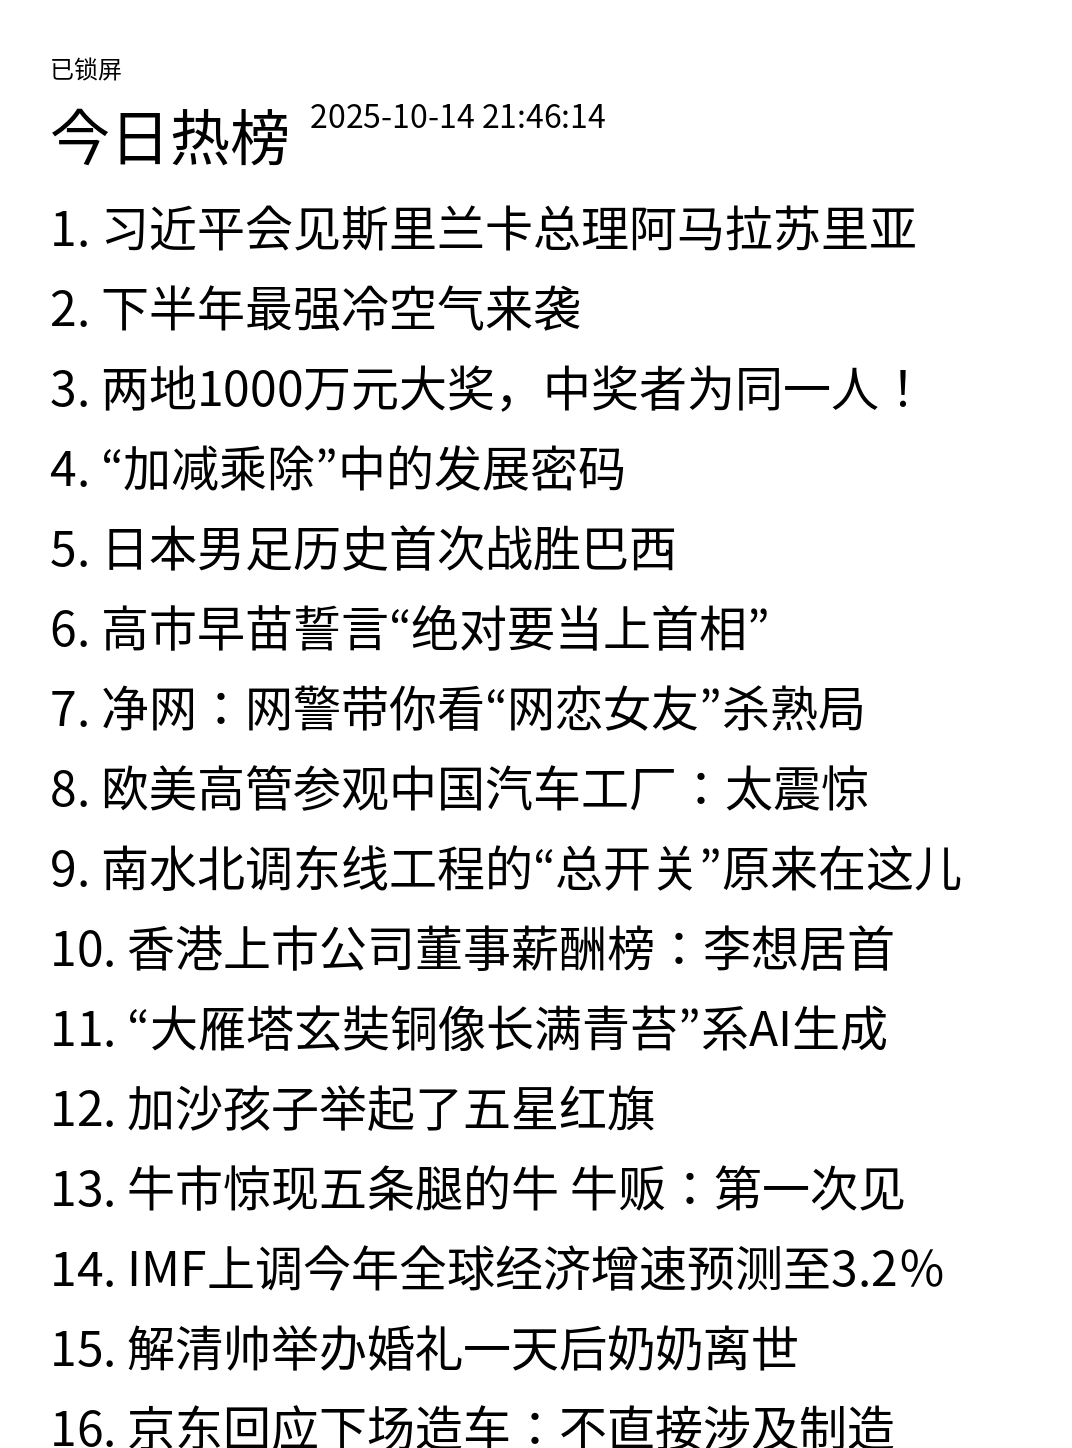 已锁屏
今日热榜 2025-10-14 21:46:14
1. 习近平会见斯里兰卡总理阿马拉苏里亚
2. 下半年最强冷空气来袭
3. 两地1000万元大奖，中奖者为同一人！
4. “加减乘除”中的发展密码
5. 日本男足历史首次战胜巴西
6. 高市早苗誓言“绝对要当上首相”
7. 净网：网警带你看“网恋女友”杀熟局
8. 欧美高管参观中国汽车工厂：太震惊
9. 南水北调东线工程的“总开关”原来在这儿
10. 香港上市公司董事薪酬榜：李想居首
11. “大雁塔玄奘铜像长满青苔”系AI生成
12. 加沙孩子举起了五星红旗
13. 牛市惊现五条腿的牛 牛贩：第一次见
14. IMF上调今年全球经济增速预测至3.2%
15. 解清帅举办婚礼一天后奶奶离世
16. 京东回应下场造车：不直接涉及制造